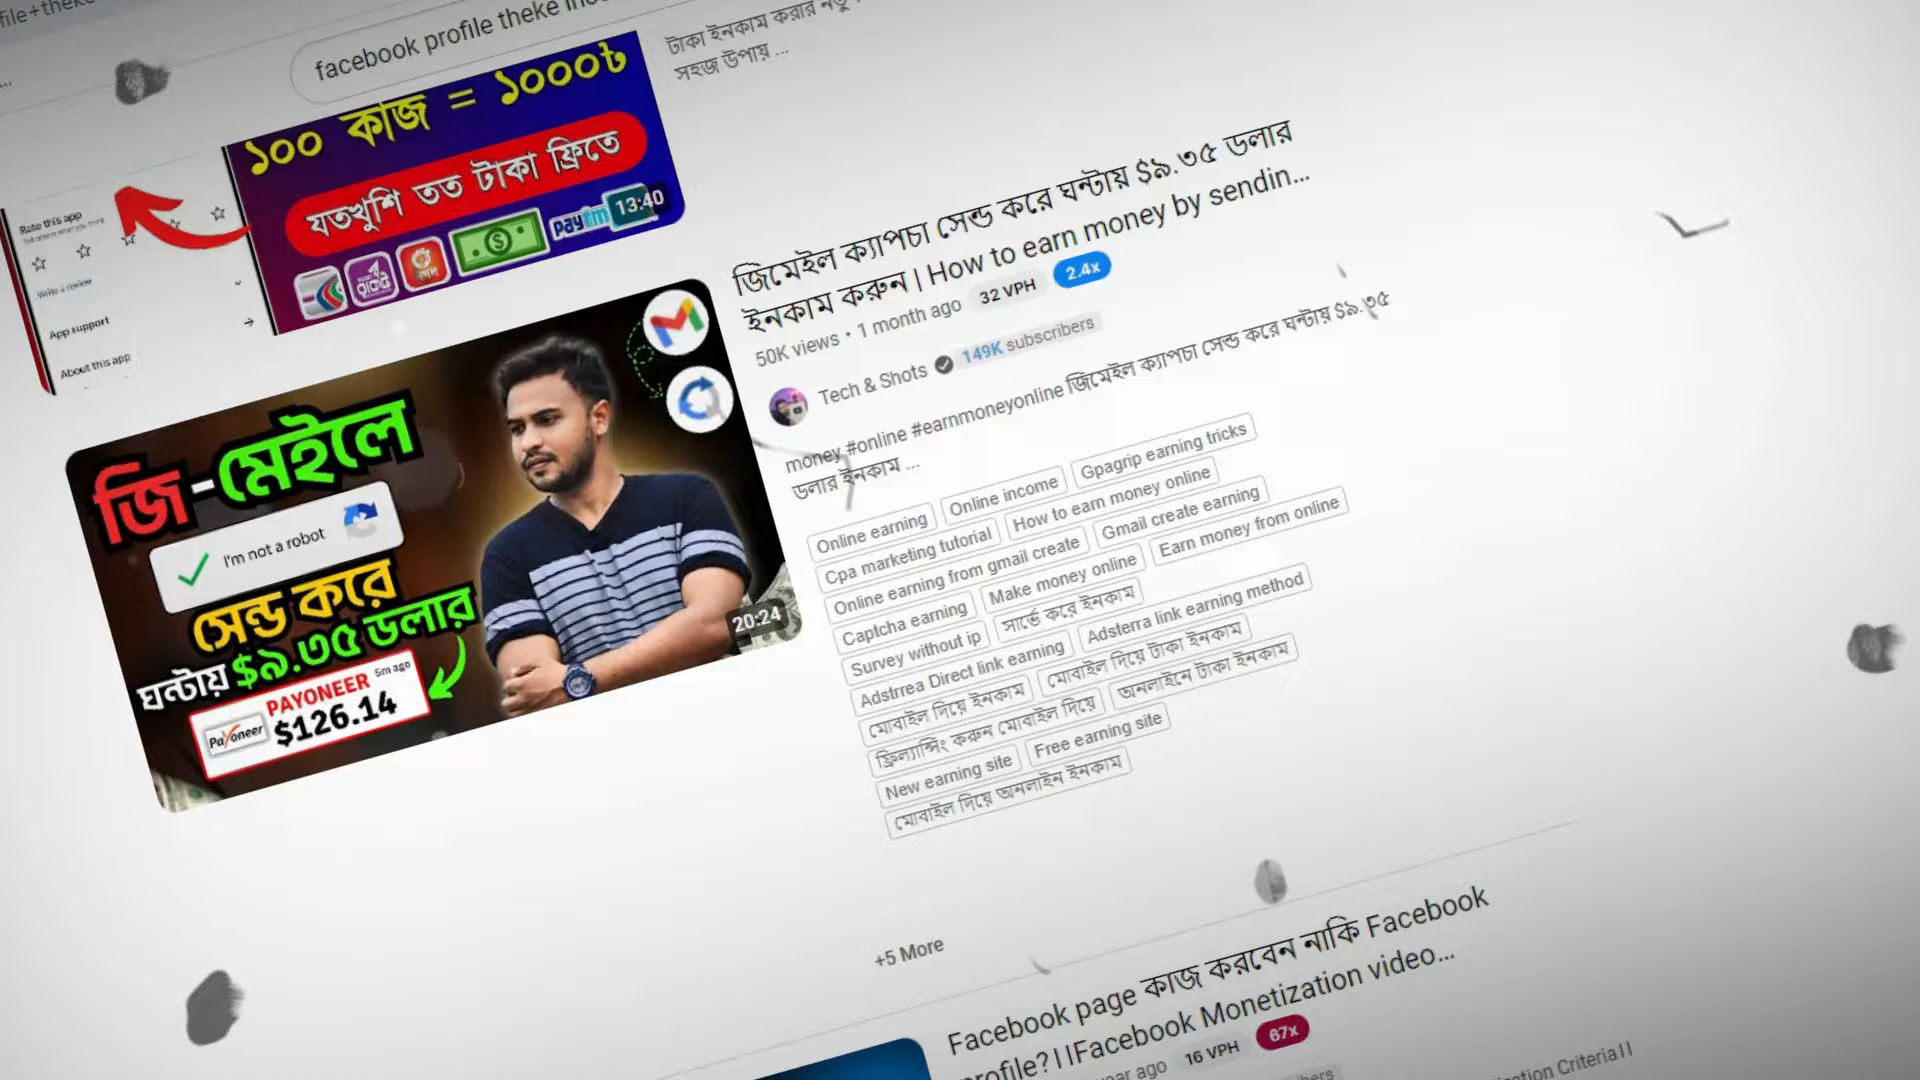 facebook profile theke
টাকা ইনকাম করার নতুন
সহজ উপায় ...
১০০ কাজ = ১০০০৳
যতখুশি তত টাকা ফ্রিতে
Paytm
13:40
Rate this app
Write a review
App support
About this app
জি-মেইলে
I'm not a robot
সেন্ড করে
ঘন্টায় $৯.৩৫ ডলার
PAYONEER 5m ago
Payoneer
$126.14
20:24
জিমেইল ক্যাপচা সেন্ড করে ঘন্টায় $৯.৩৫ ডলার
ইনকাম করুন | How to earn money by sendin...
50K views • 1 month ago 32 VPH 2.4x
Tech & Shots 149K subscribers
money #online #earnmoneyonline জিমেইল ক্যাপচা সেন্ড করে ঘন্টায় $৯.৩৫
ডলার ইনকাম ...
Online earning Online income Gpagrip earning tricks
Cpa marketing tutorial How to earn money online
Online earning from gmail create Gmail create earning
Captcha earning Make money online Earn money from online
Survey without ip সার্ভে করে ইনকাম
Adstrrea Direct link earning Adsterra link earning method
মোবাইল দিয়ে ইনকাম মোবাইল দিয়ে টাকা ইনকাম
ফ্রিল্যান্সিং করুন মোবাইল দিয়ে অনলাইনে টাকা ইনকাম
New earning site Free earning site
মোবাইল দিয়ে অনলাইন ইনকাম
+5 More
Facebook page কাজ করবেন নাকি Facebook
profile?IIFacebook Monetization video...
year ago 16 VPH 67x
Criteria II